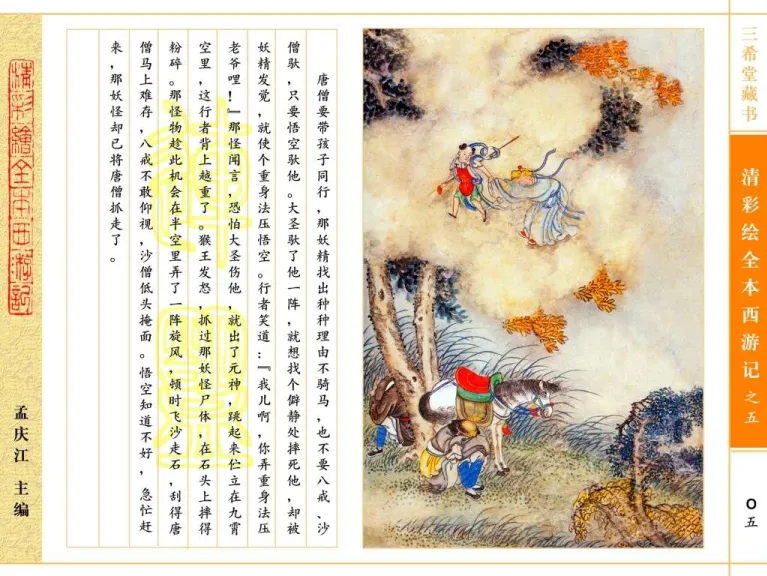 三希堂藏书
清彩绘全本西游记之五
〇五
唐僧要带孩子同行，那妖精找出种种理由不骑马，也不要八戒、沙
僧驮，只要悟空驮他。大圣驮了他一阵，就想找个僻静处摔死他，却被
妖精发觉，就使个重身法压悟空。行者笑道：『我儿啊，你弄重身法压
老爷哩！』那怪闻言，恐怕大圣伤他，就出了元神，跳起来伫立在九霄
空里，这行者背上越重了。猴王发怒，抓过那妖怪尸体，在石头上摔得
粉碎。那怪物趁此机会在半空里弄了一阵旋风，顿时飞沙走石，刮得唐
僧马上难存，八戒不敢仰视，沙僧低头掩面。悟空知道不好，急忙赶
来，那妖怪却已将唐僧抓走了。
清彩繪全本西游記
孟庆江 主编